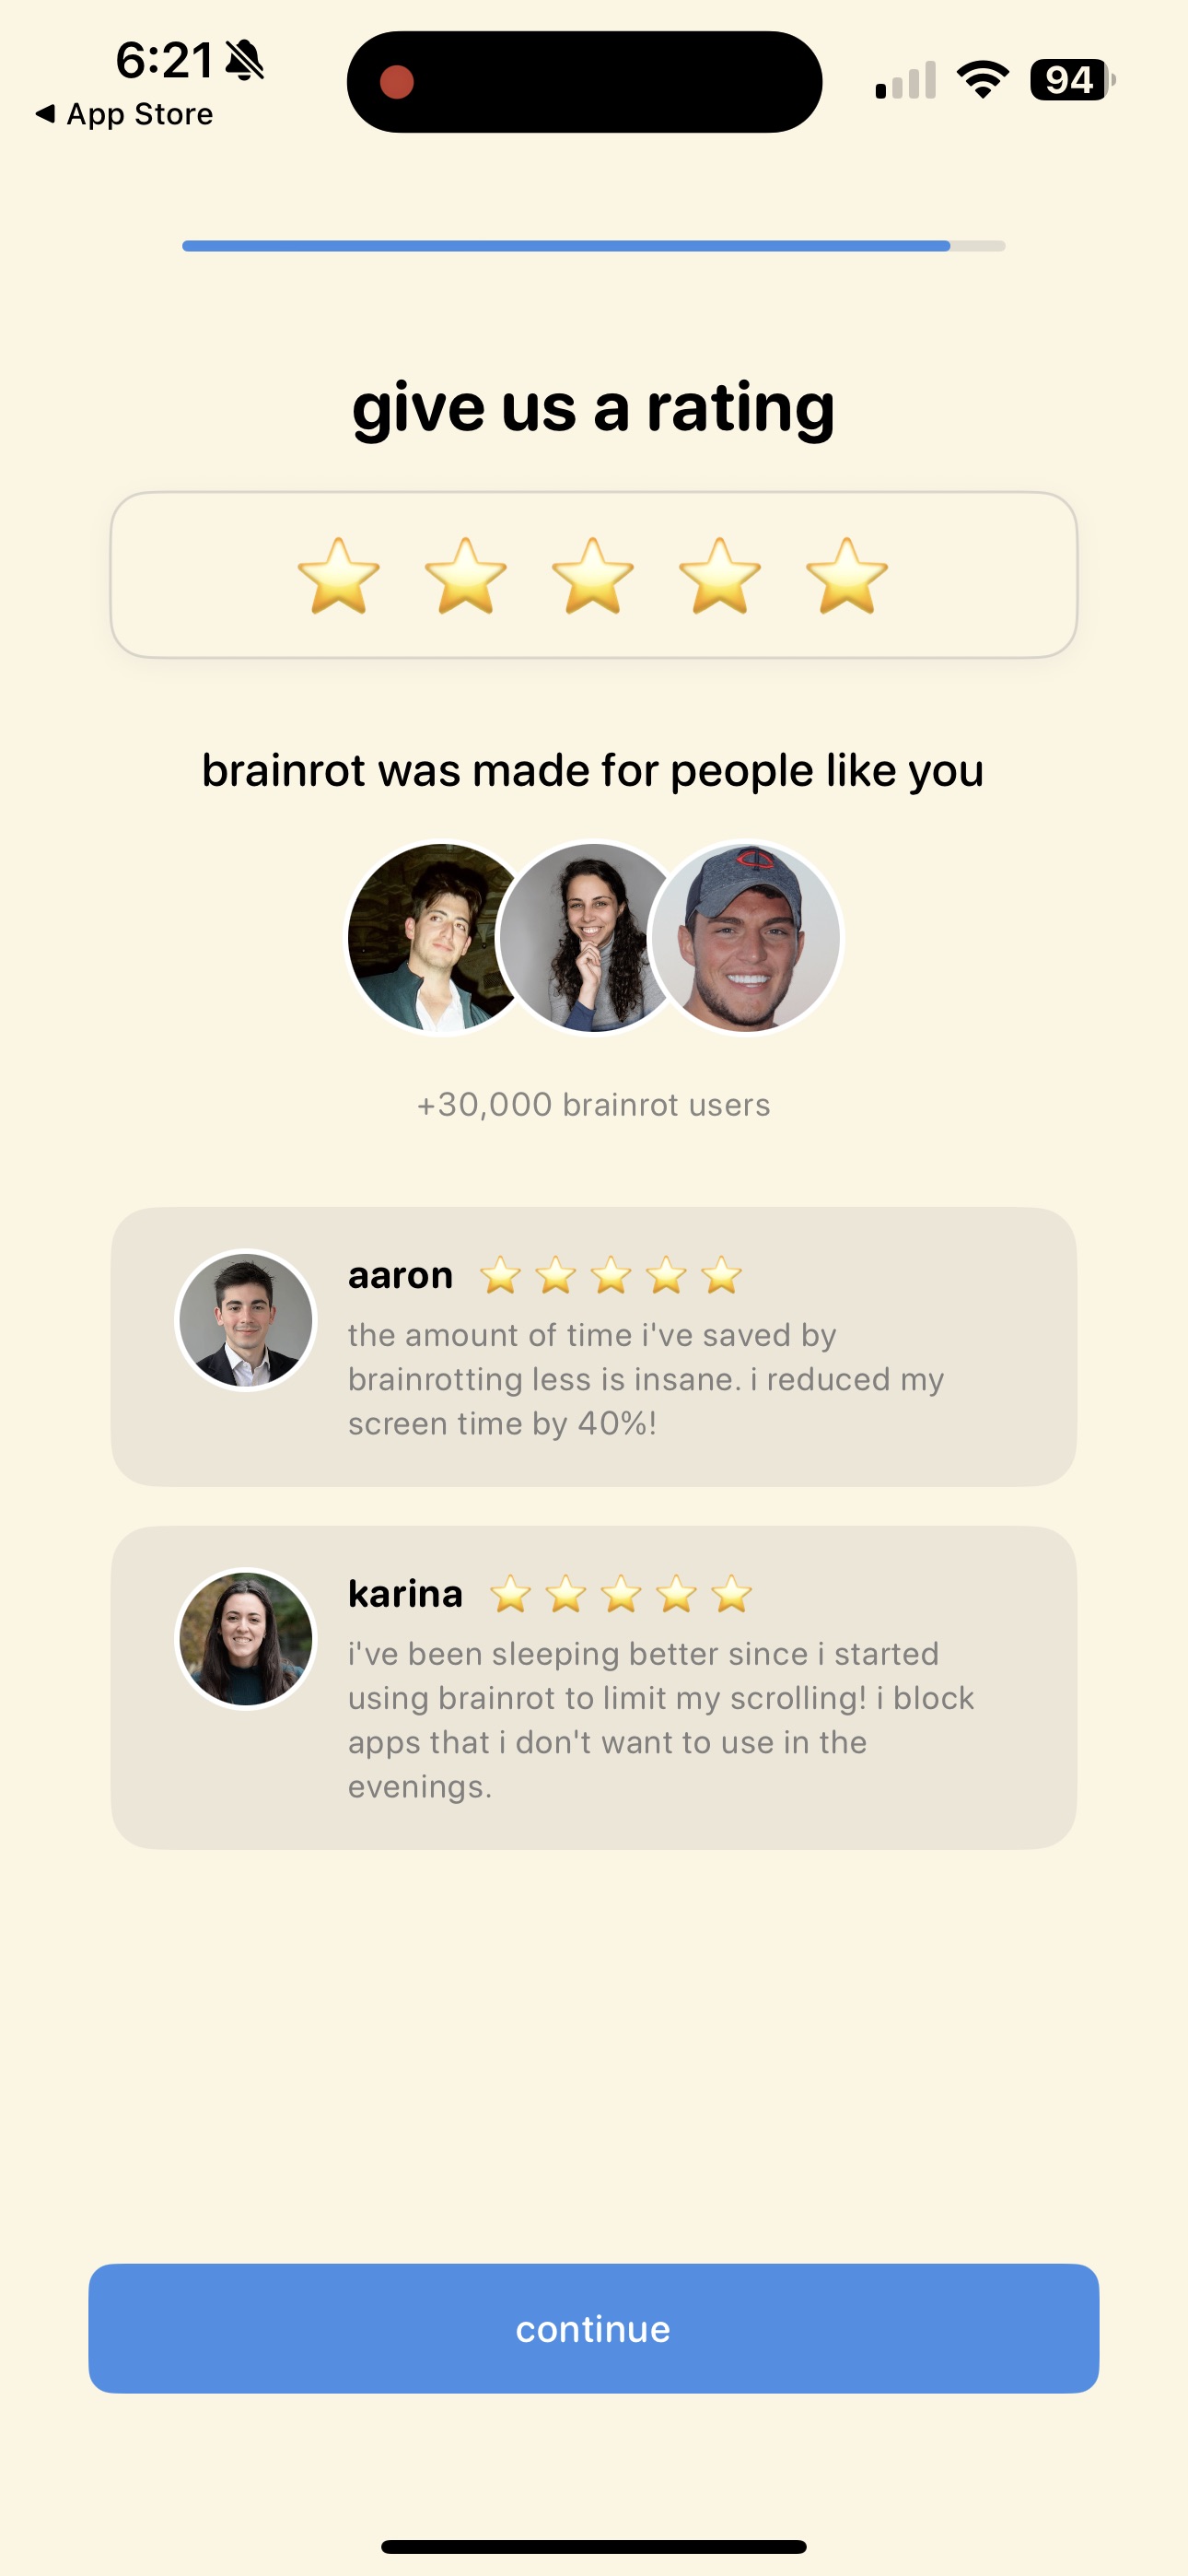 6:21
94
App Store
give us a rating
brainrot was made for people like you
+30,000 brainrot users
aaron
the amount of time i've saved by
brainrotting less is insane. i reduced my
screen time by 40%!
karina
i've been sleeping better since i started
using brainrot to limit my scrolling! i block
apps that i don't want to use in the
evenings.
continue